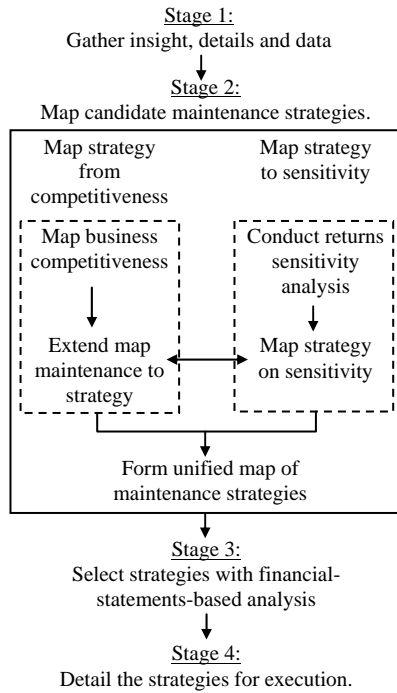 Stage 1:
Gather insight, details and data
Stage 2:
Map candidate maintenance strategies.
Map strategy
from
competitiveness
Map business
competitiveness
Extend map
maintenance to
strategy
Map strategy
to sensitivity
Conduct returns
sensitivity
analysis
Map strategy
on sensitivity
Form unified map of
maintenance strategies
Stage 3:
Select strategies with financial-
statements-based analysis
Stage 4:
Detail the strategies for execution.